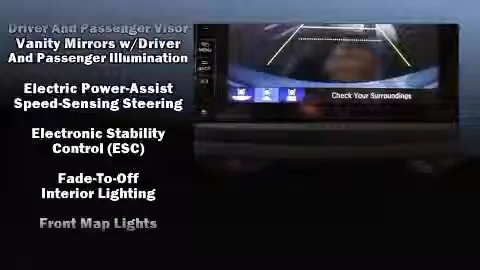 Driver And Passenger Visor
Vanity Mirrors w/Driver
And Passenger Illumination
Electric Power-Assist
Speed-Sensing Steering
Electronic Stability
Control (ESC)
Fade-To-Off
Interior Lighting
Front Map Lights
MENU
BACK
Check Your Surroundings